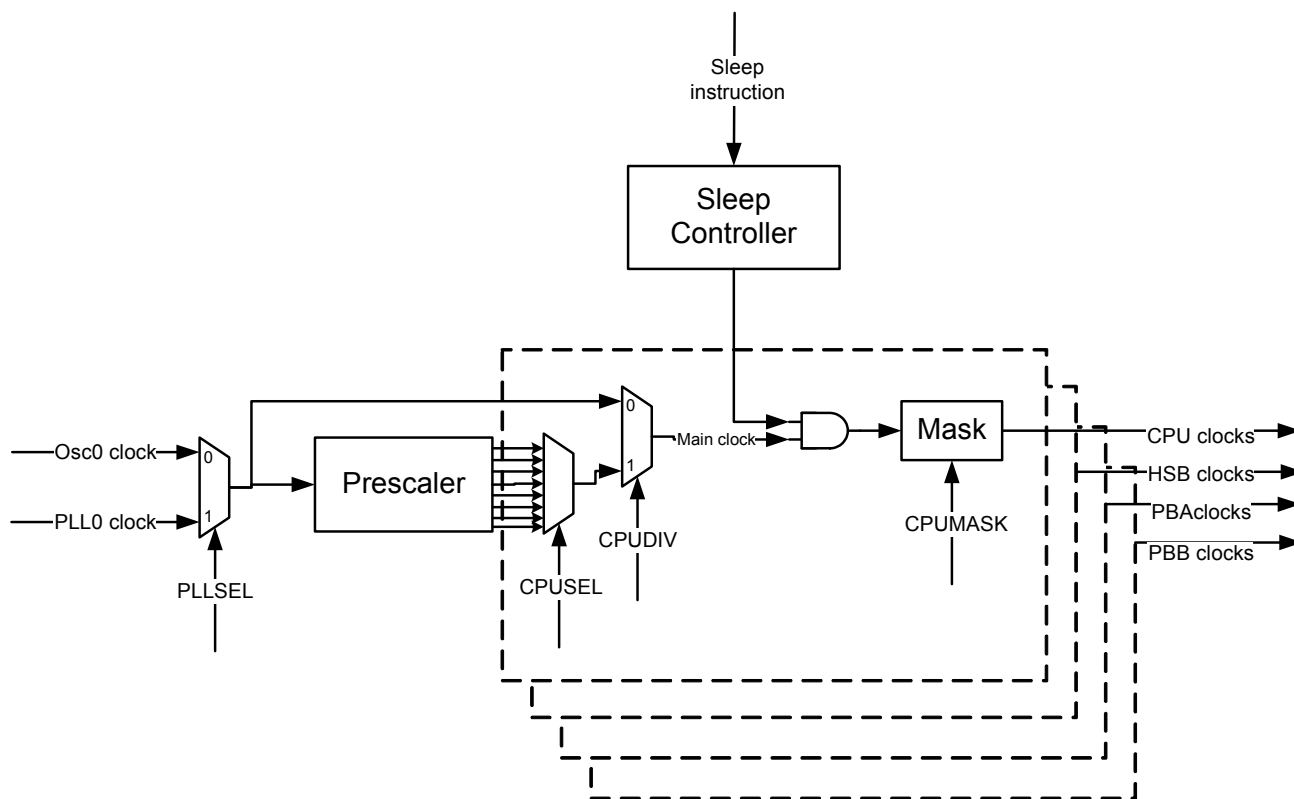 Sleep
instruction
Sleep
Controller
0
1
Osc0 clock
PLL0 clock
PLLSEL
Prescaler
CPUSEL
0
1
CPUDIV
Main clock
Mask
CPUMASK
CPU clocks
HSB clocks
PBAclocks
PBB clocks